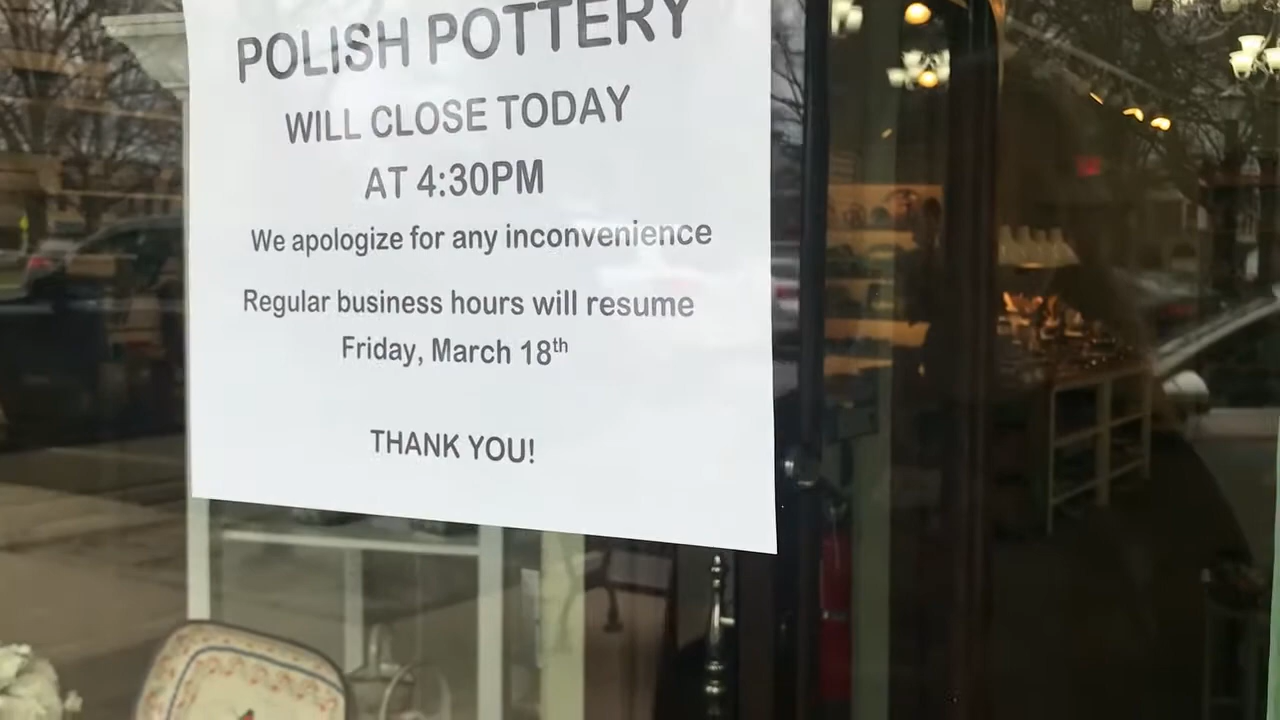 POLISH POTTERY
WILL CLOSE TODAY
AT 4:30PM
We apologize for any inconvenience
Regular business hours will resume
Friday, March 18th
THANK YOU!